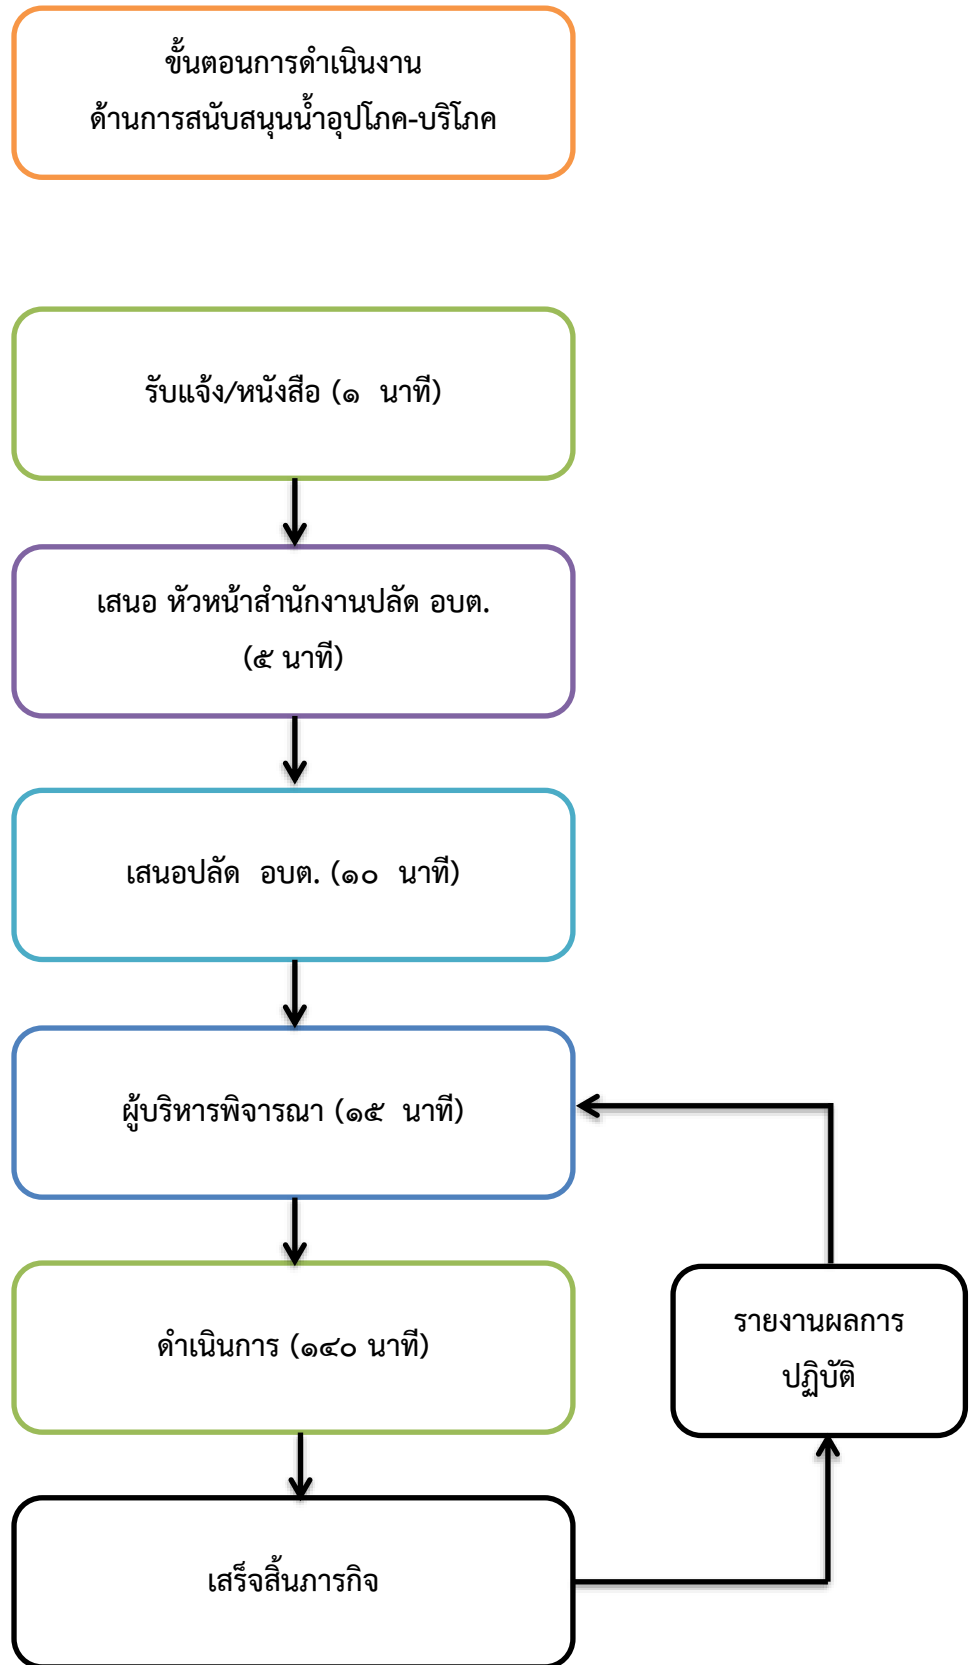 ขั้นตอนการดำเนินงาน
ด้านการสนับสนุนน้ำอุปโภค-บริโภค
รับแจ้ง/หนังสือ (๑  นาที)
เสนอ หัวหน้าสำนักงานปลัด อบต.
(๕ นาที)
เสนอปลัด  อบต. (๑๐  นาที)
ผู้บริหารพิจารณา (๑๕  นาที)
ดำเนินการ (๑๔๐ นาที)
รายงานผลการ
ปฏิบัติ
เสร็จสิ้นภารกิจ